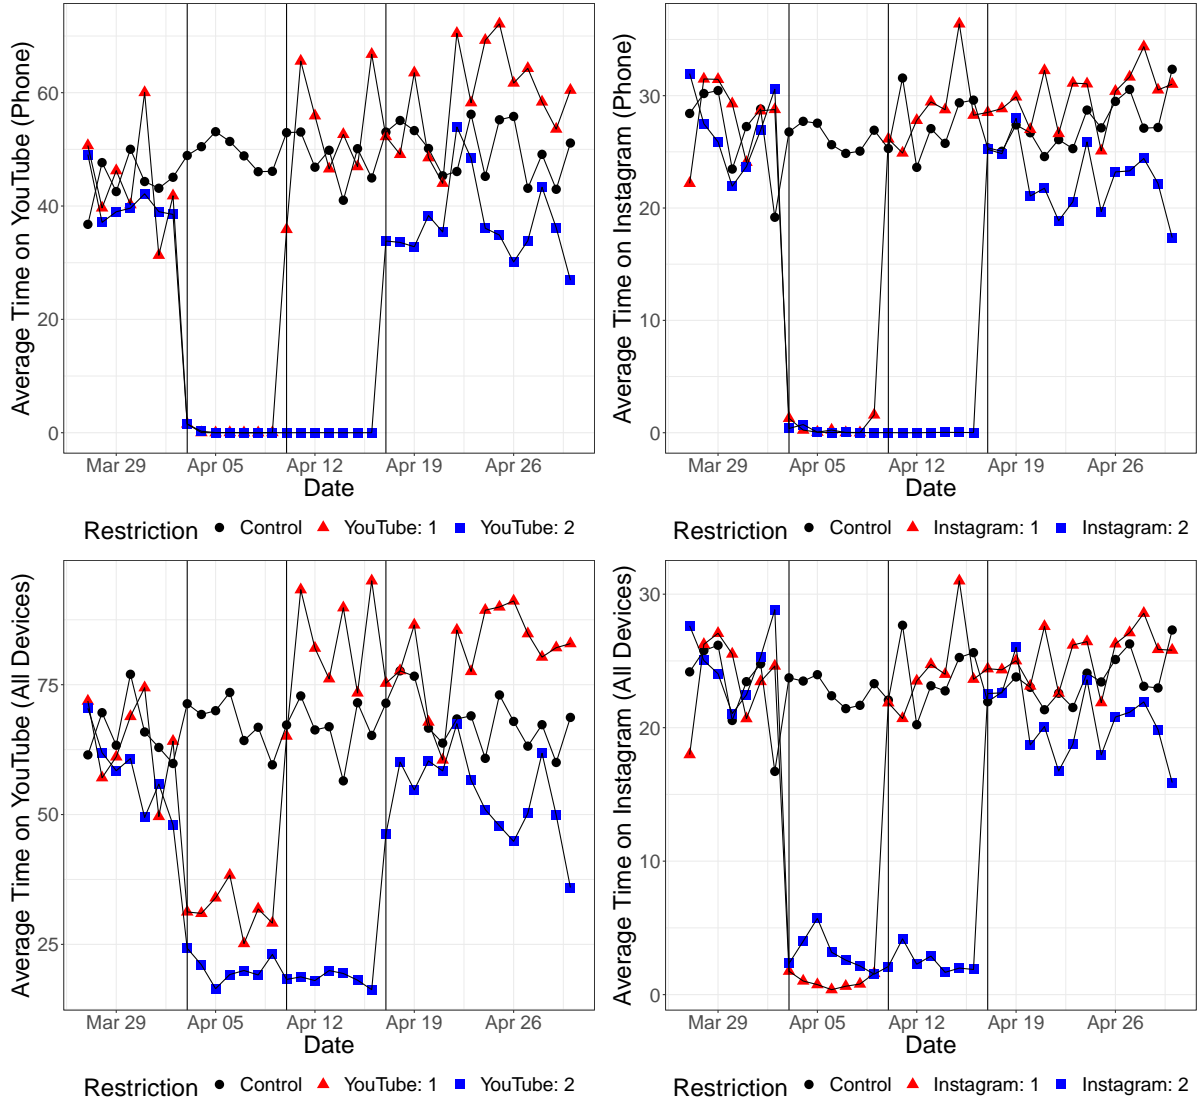 Average Time on YouTube (Phone)
60
40
20
0
Mar 29 Apr 05 Apr 12 Apr 19 Apr 26
Date
Restriction Control YouTube: 1 YouTube: 2
Average Time on Instagram (Phone)
30
20
10
0
Mar 29 Apr 05 Apr 12 Apr 19 Apr 26
Date
Restriction Control Instagram: 1 Instagram: 2
Average Time on YouTube (All Devices)
75
50
25
Mar 29 Apr 05 Apr 12 Apr 19 Apr 26
Date
Restriction Control YouTube: 1 YouTube: 2
Average Time on Instagram (All Devices)
30
20
10
0
Mar 29 Apr 05 Apr 12 Apr 19 Apr 26
Date
Restriction Control Instagram: 1 Instagram: 2